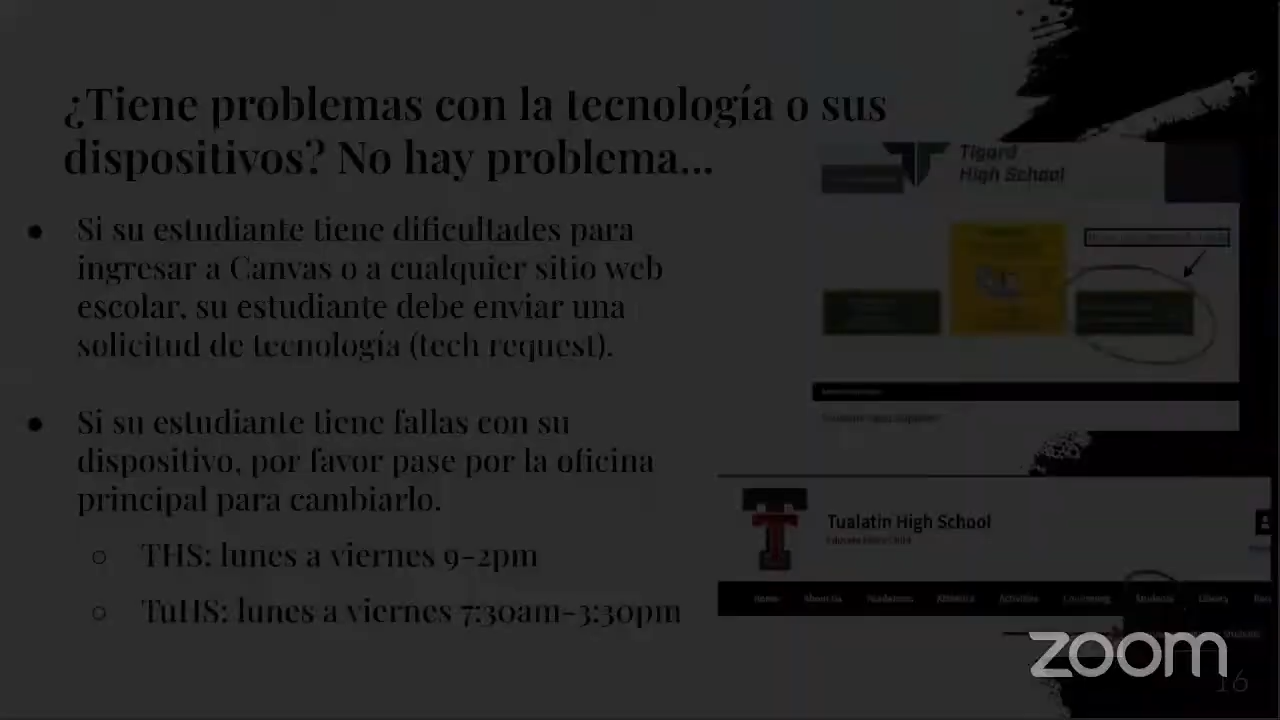 ¿Tiene problemas con la tecnología o sus
dispositivos? No hay problema...
Si su estudiante tiene dificultades para
ingresar a Canvas o a cualquier sitio web
escolar, su estudiante debe enviar una
solicitud de tecnología (tech request).
Si su estudiante tiene fallas con su
dispositivo, por favor pase por la oficina
principal para cambiarlo.
THS: lunes a viernes 9-2pm
TuHS: lunes a viernes 7:30am-3:30pm
Tigard
High School
Tualatin High School
Educate Every Child
Home About Us Academics Athletics Activities Counseling Students Library
zoom
16